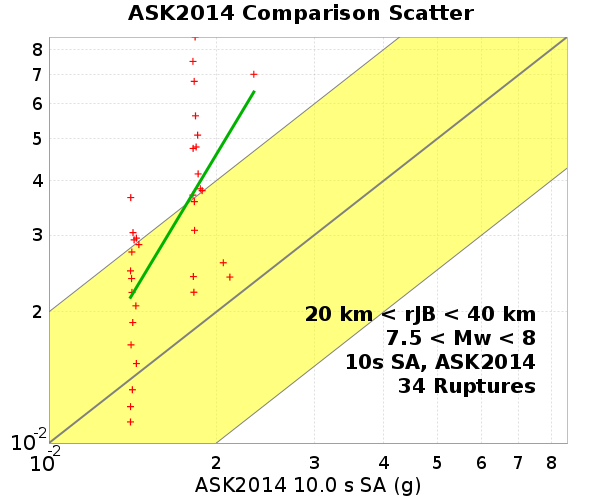 ASK2014 Comparison Scatter
8
7
6
5
4
3
2
10-2
10-2
2 3 4 5 6 7 8
20 km < rJB < 40 km
7.5 < Mw < 8
10s SA, ASK2014
34 Ruptures
ASK2014 10.0 s SA (g)